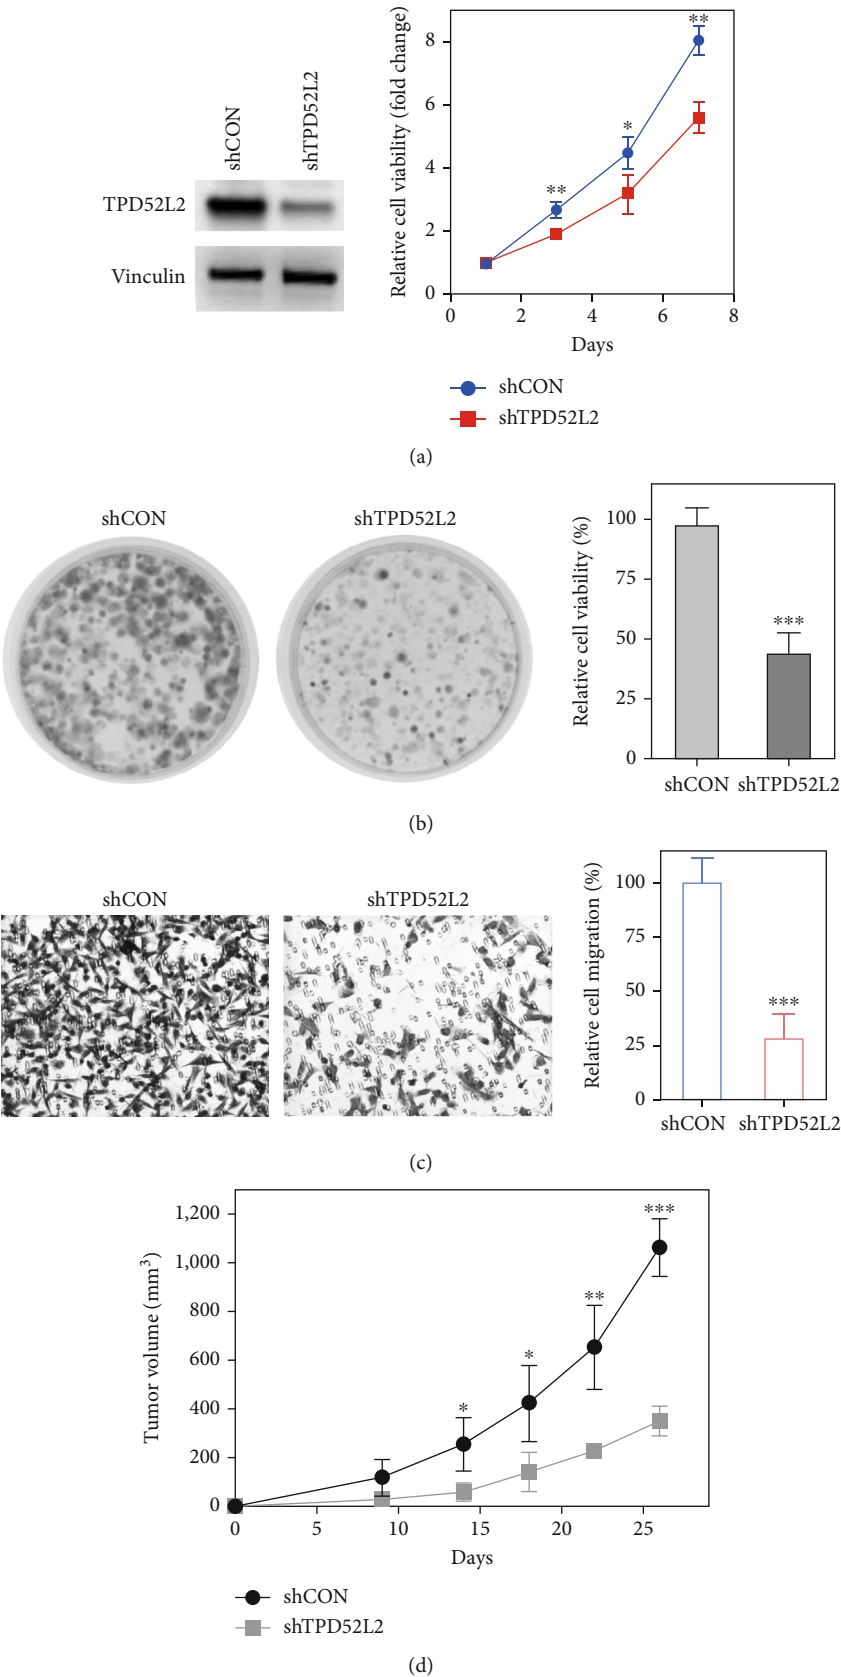 shCON
shTPD52L2
TPD52L2
Vinculin
Relative cell viability (fold change)
8
6
4
2
0
**
*
**
0 2 4 6 8
Days
shCON
shTPD52L2
(a)
shCON
shTPD52L2
Relative cell viability (%)
100
75
50
25
0
***
shCON shTPD52L2
(b)
shCON
shTPD52L2
Relative cell migration (%)
100
75
50
25
0
***
shCON shTPD52L2
(c)
Tumor volume (mm³)
1,200
1,000
800
600
400
200
0
*
*
**
***
0 5 10 15 20 25
Days
shCON
shTPD52L2
(d)